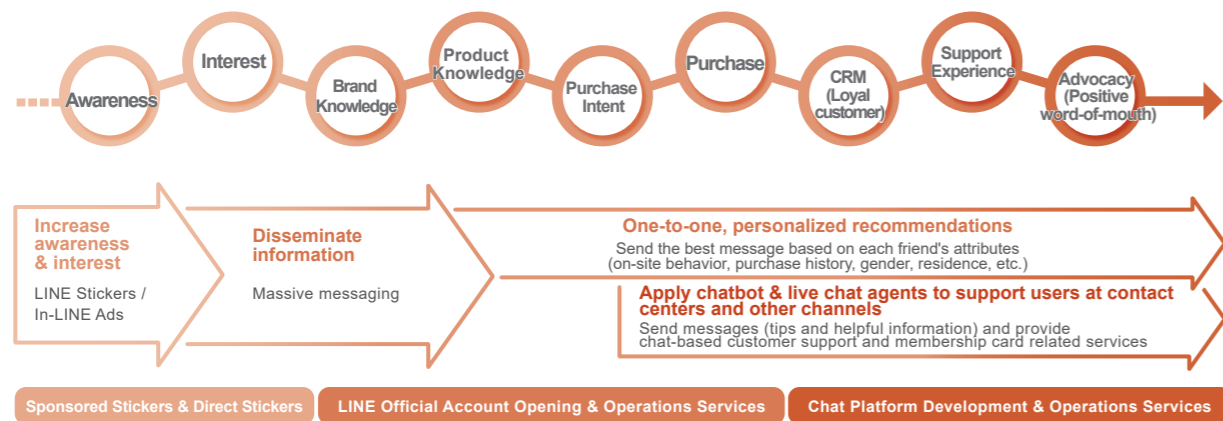 Awareness
Interest
Brand
Knowledge
Product
Knowledge
Purchase
Intent
Purchase
CRM
(Loyal
customer)
Support
Experience
Advocacy
(Positive
word-of-mouth)
Increase
awareness
& interest
LINE Stickers /
In-LINE Ads
Disseminate
information
Massive messaging
One-to-one, personalized recommendations
Send the best message based on each friend's attributes
(on-site behavior, purchase history, gender, residence, etc.)
Apply chatbot & live chat agents to support users at contact
centers and other channels
Send messages (tips and helpful information) and provide
chat-based customer support and membership card related services
Sponsored Stickers & Direct Stickers
LINE Official Account Opening & Operations Services
Chat Platform Development & Operations Services